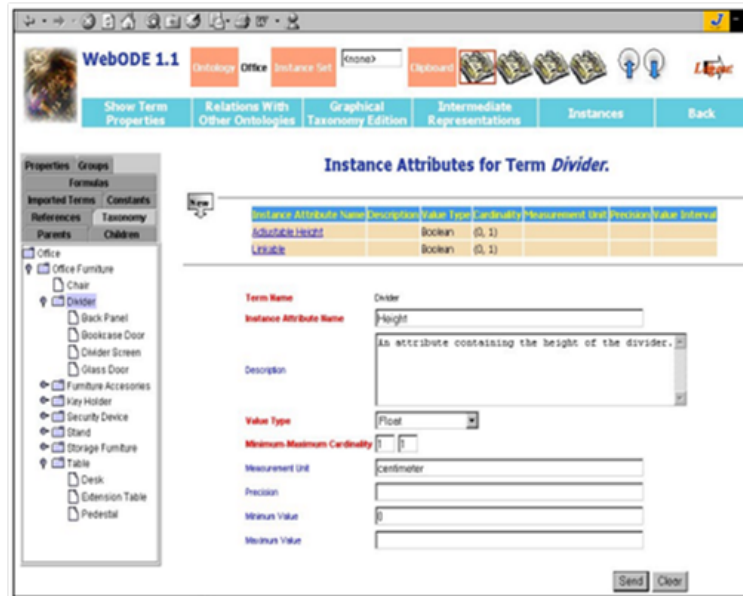 WebODE 1.1
Ontology Office Instance Set <none> Clipboard
Show Term Properties
Relations With Other Ontologies
Graphical Taxonomy Edition
Intermediate Representations
Instances
Back
Properties Groups
Formulas
Imported Terms Constants
References Taxonomy
Parents Children
Office
Office Furniture
Chair
Divider
Back Panel
Bookcase Door
Divider Screen
Glass Door
Furniture Accesories
Key Holder
Security Device
Stand
Storage Furniture
Table
Desk
Extension Table
Pedestal
Instance Attributes for Term Divider.
New
Instance Attribute Name Description Value Type Cardinality Measurement Unit Precision Value Interval
Adjustable Height Boolean (0, 1)
Linkable Boolean (0, 1)
Term Name Divider
Instance Attribute Name Height
An attribute containing the height of the divider.
Description
Value Type Float
Minimum-Maximum Cardinality 1 1
Measurement Unit centimeter
Precision
Minimum Value 0
Maximum Value
Send Clear